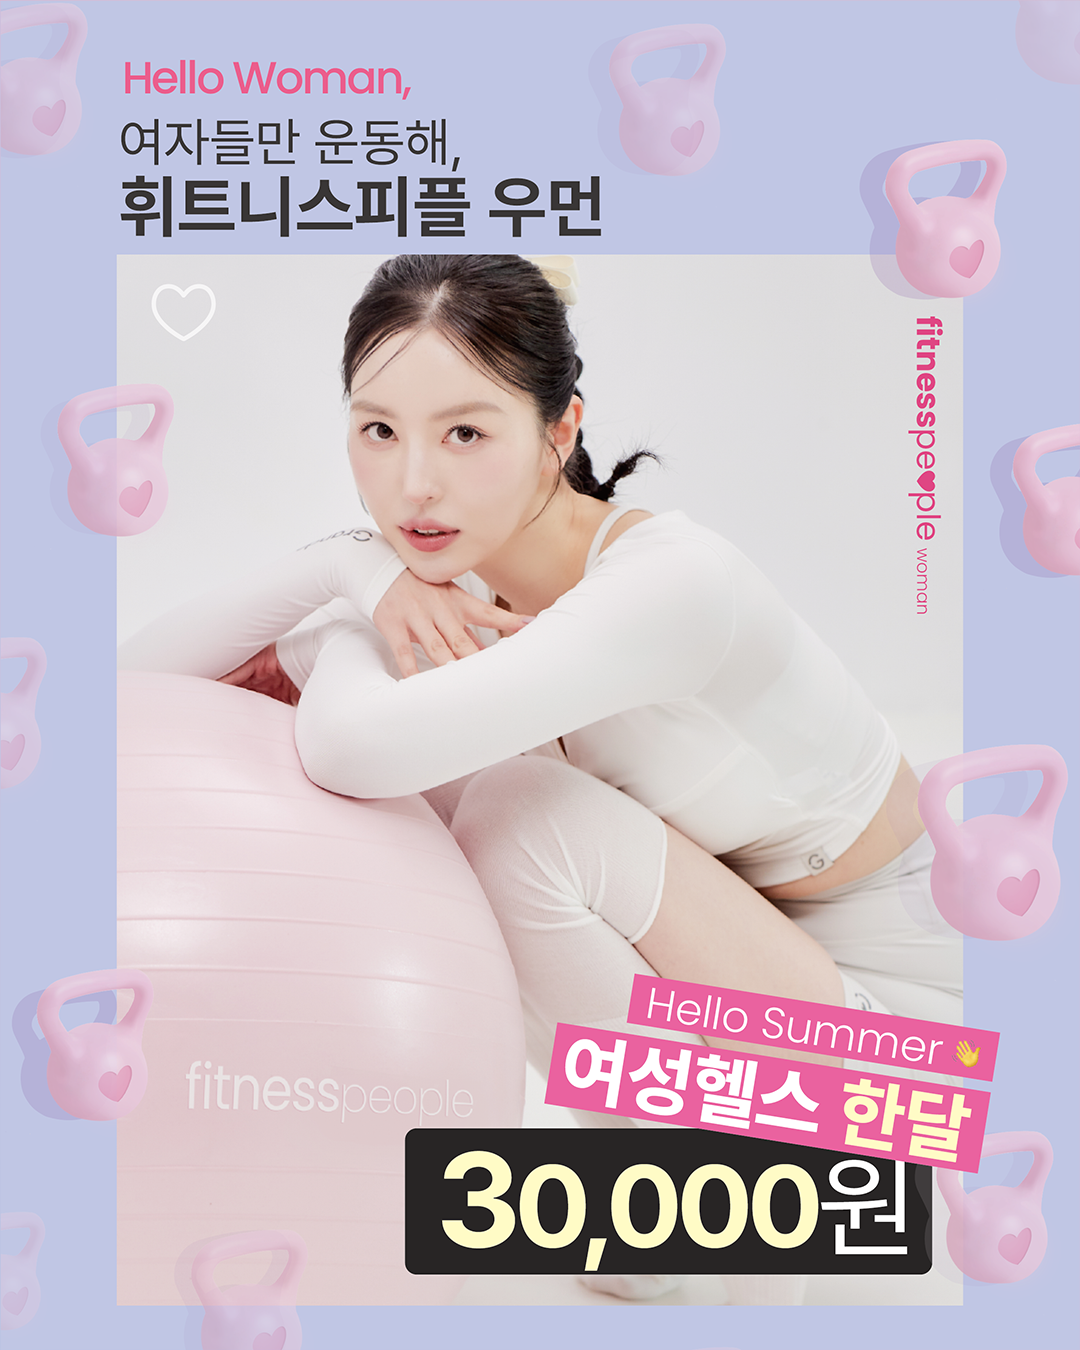 Hello Woman,
여자들만 운동해,
휘트니스피플 우먼
fitnesspeople woman
Hello Summer 👋
여성헬스 한달
30,000원
fitnesspeople
G